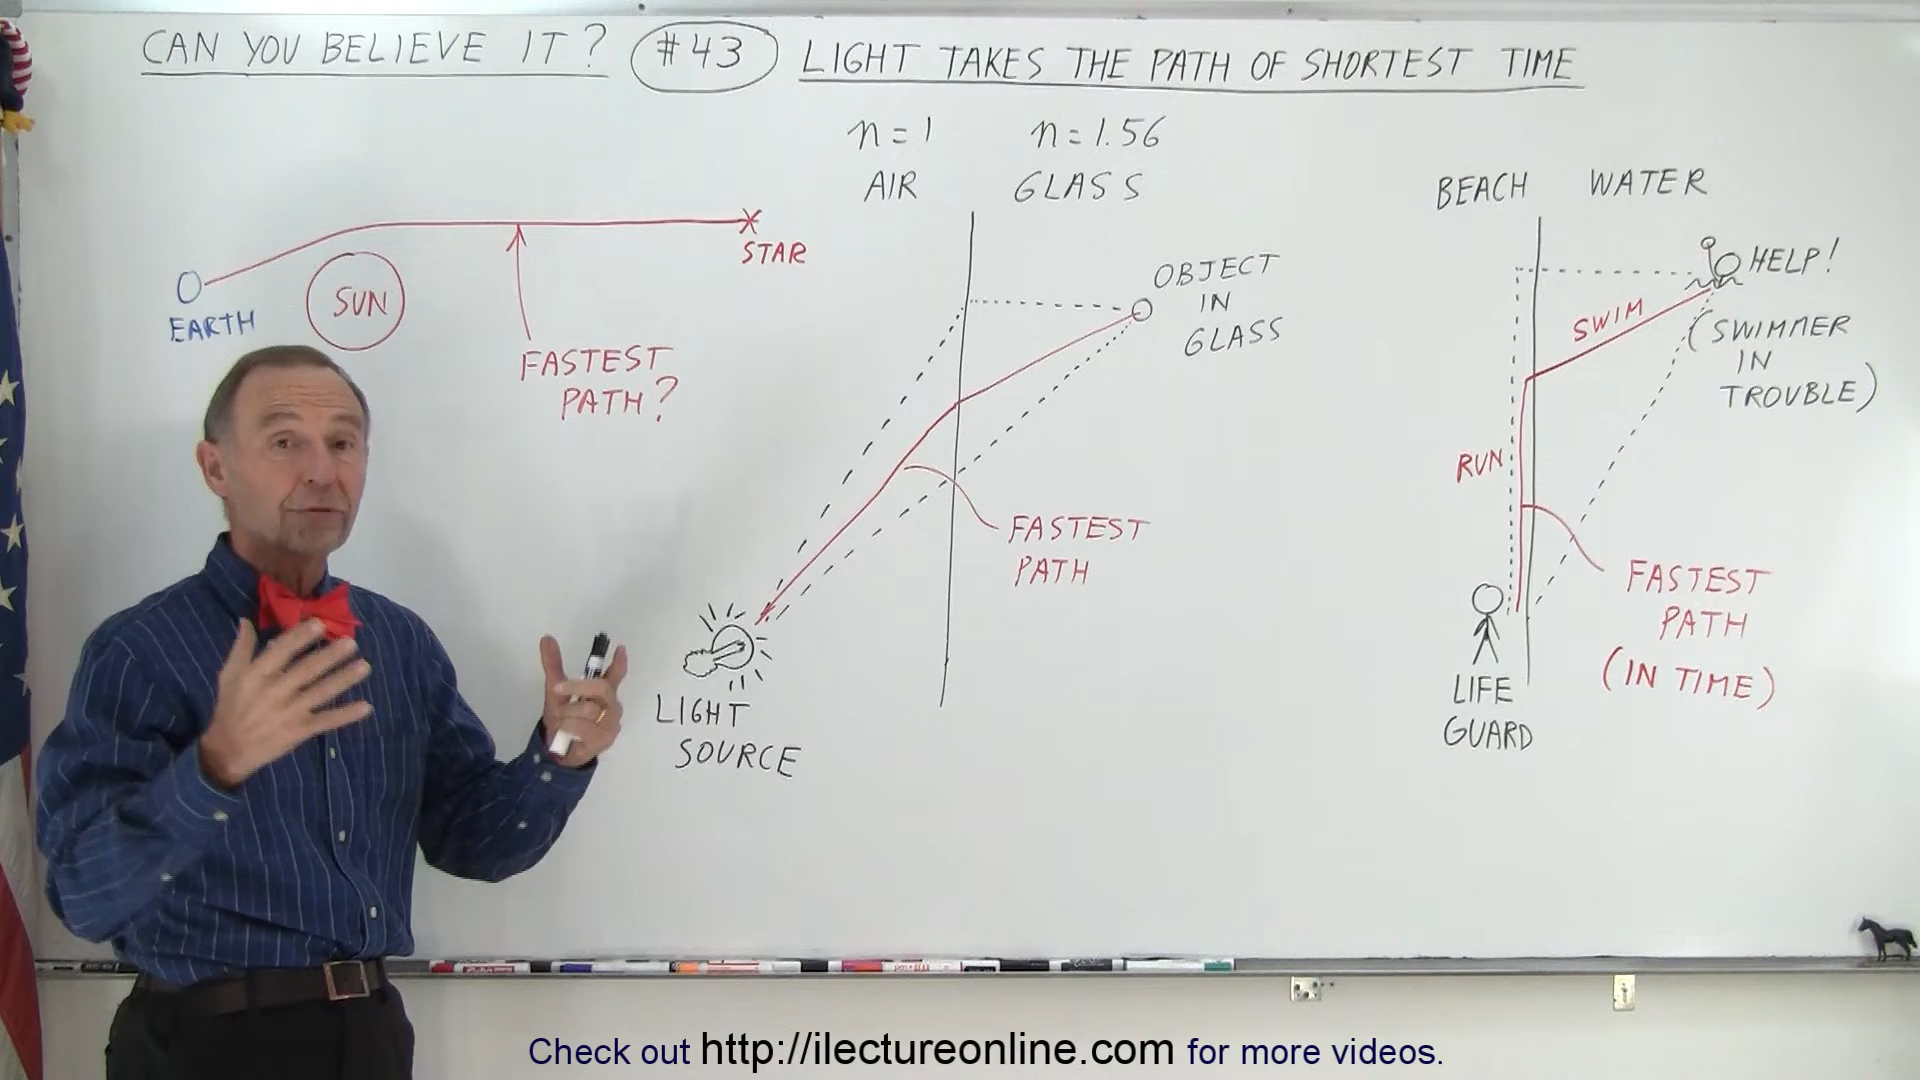 CAN YOU BELIEVE IT? #43 LIGHT TAKES THE PATH OF SHORTEST TIME
n=1 n=1.56
AIR GLASS
BEACH WATER
STAR
EARTH
SUN
FASTEST
PATH?
OBJECT
IN
GLASS
FASTEST
PATH
LIGHT
SOURCE
HELP!
SWIM
(SWIMMER
IN
TROUBLE)
RUN
FASTEST
PATH
(IN TIME)
LIFE
GUARD
Check out http://ilectureonline.com for more videos.